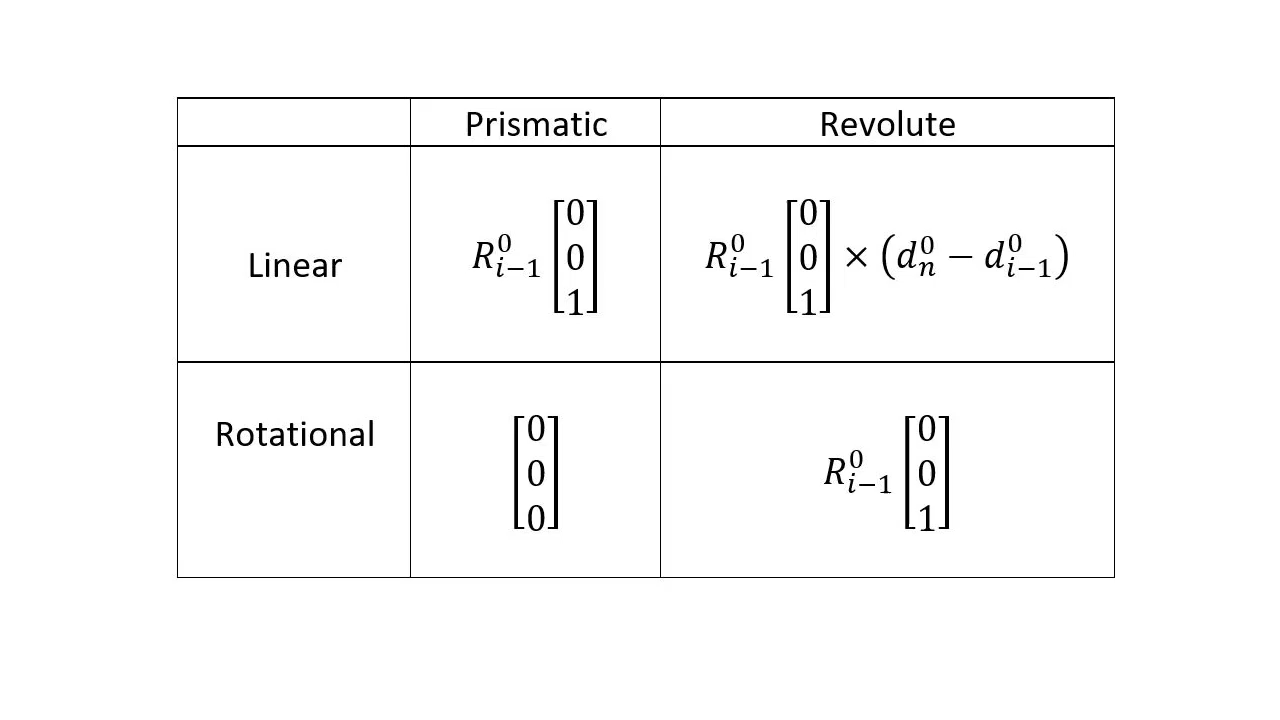 Prismatic Revolute
Linear R^0_{i−1} [0 0 1] R^0_{i−1} [0 0 1] × (d^0_n − d^0_{i−1})
Rotational [0 0 0] R^0_{i−1} [0 0 1]